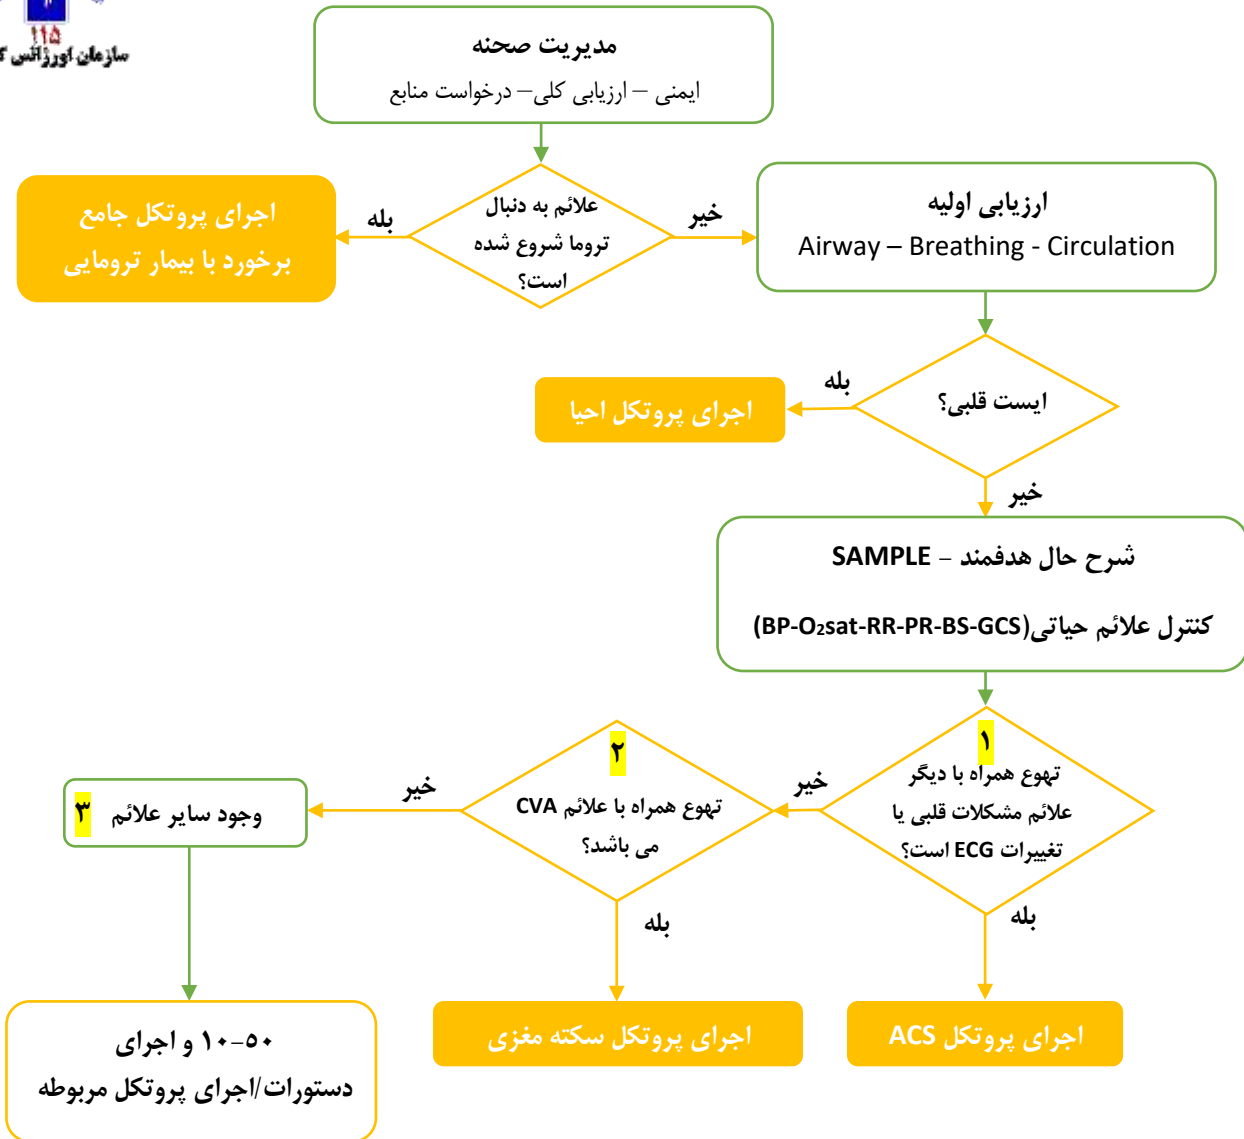 ۱۱۵
سازمان اورژانس
مدیریت صحنه
ایمنی – ارزیابی کلی– درخواست منابع
علائم به دنبال
تروما شروع شده
است؟
بله
خیر
اجرای پروتکل جامع
برخورد با بیمار ترومایی
ارزیابی اولیه
Airway – Breathing - Circulation
ایست قلبی؟
بله
اجرای پروتکل احیا
خیر
شرح حال هدفمند – SAMPLE
کنترل علائم حیاتی(BP-O₂sat-RR-PR-BS-GCS)
۱
تهوع همراه با دیگر
علائم مشکلات قلبی یا
تغییرات ECG است؟
خیر
بله
۲
تهوع همراه با علائم CVA
می باشد؟
خیر
بله
وجود سایر علائم ۳
اجرای پروتکل ACS
اجرای پروتکل سکته مغزی
۱۰-۵۰ و اجرای
دستورات/اجرای پروتکل مربوطه